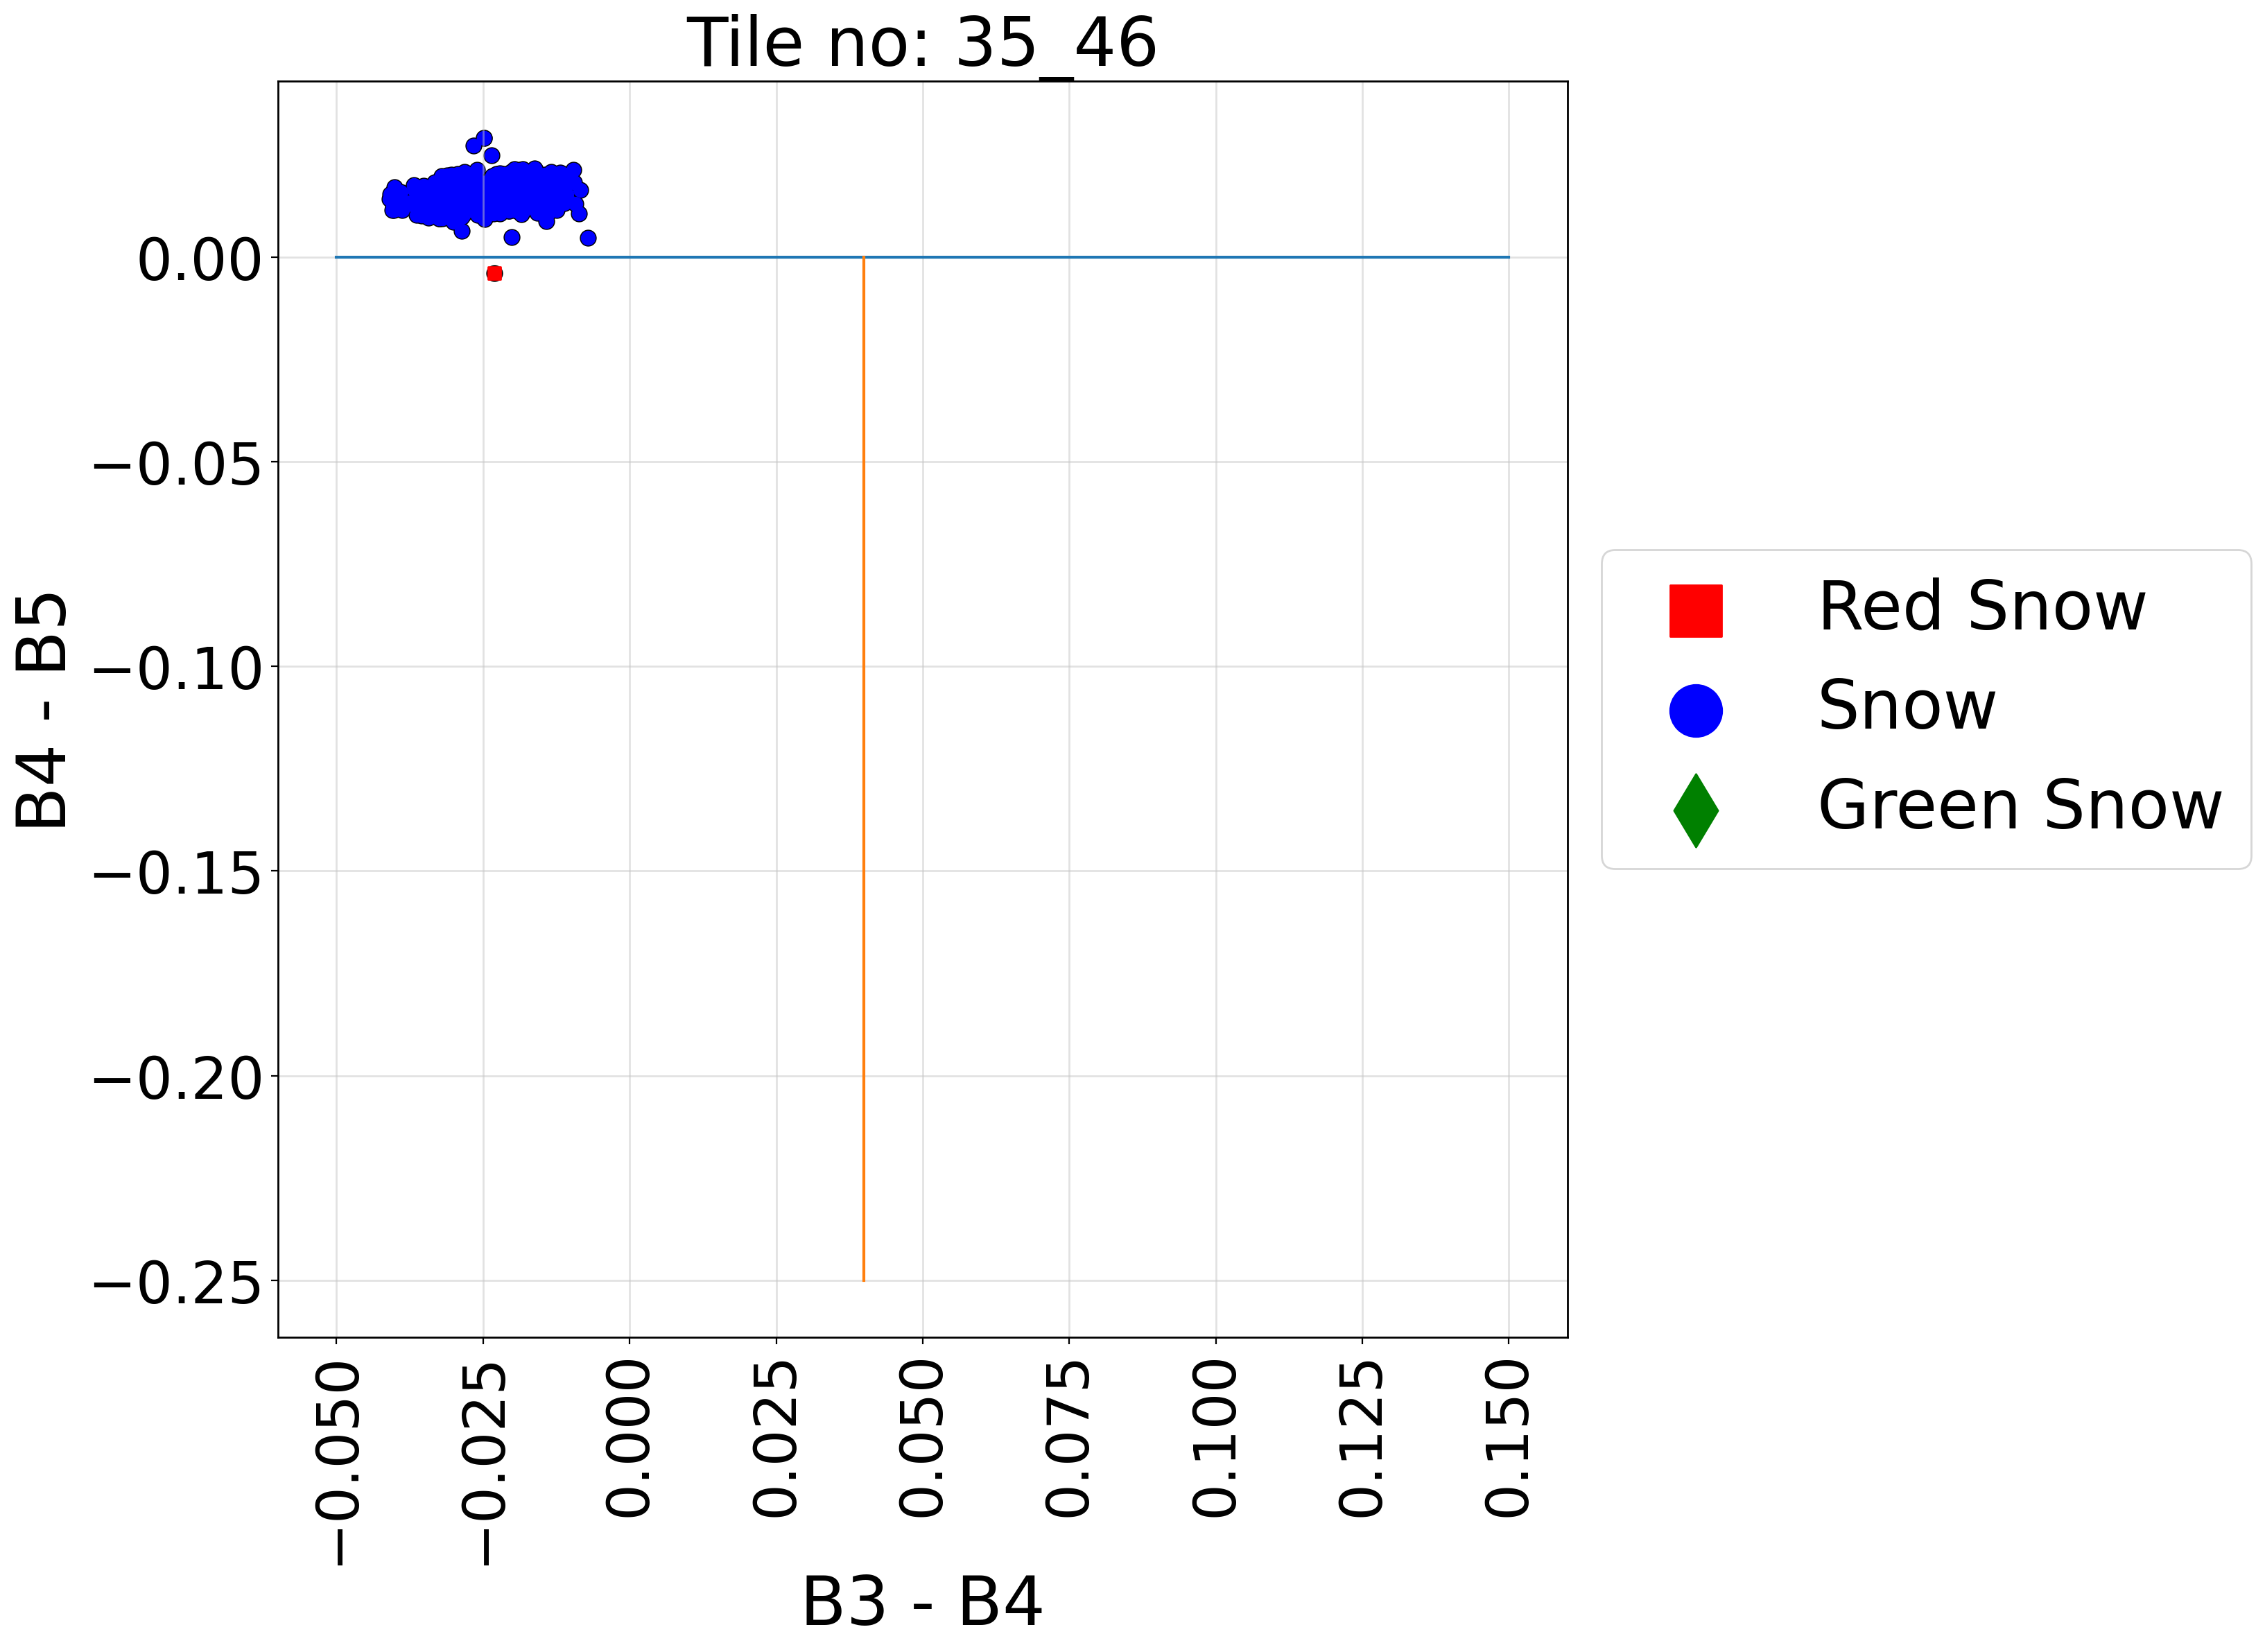 Tile no: 35_46
B4 - B5
0.00
−0.05
−0.10
−0.15
−0.20
−0.25
−0.050
−0.025
0.000
0.025
0.050
0.075
0.100
0.125
0.150
B3 - B4
Red Snow
Snow
Green Snow